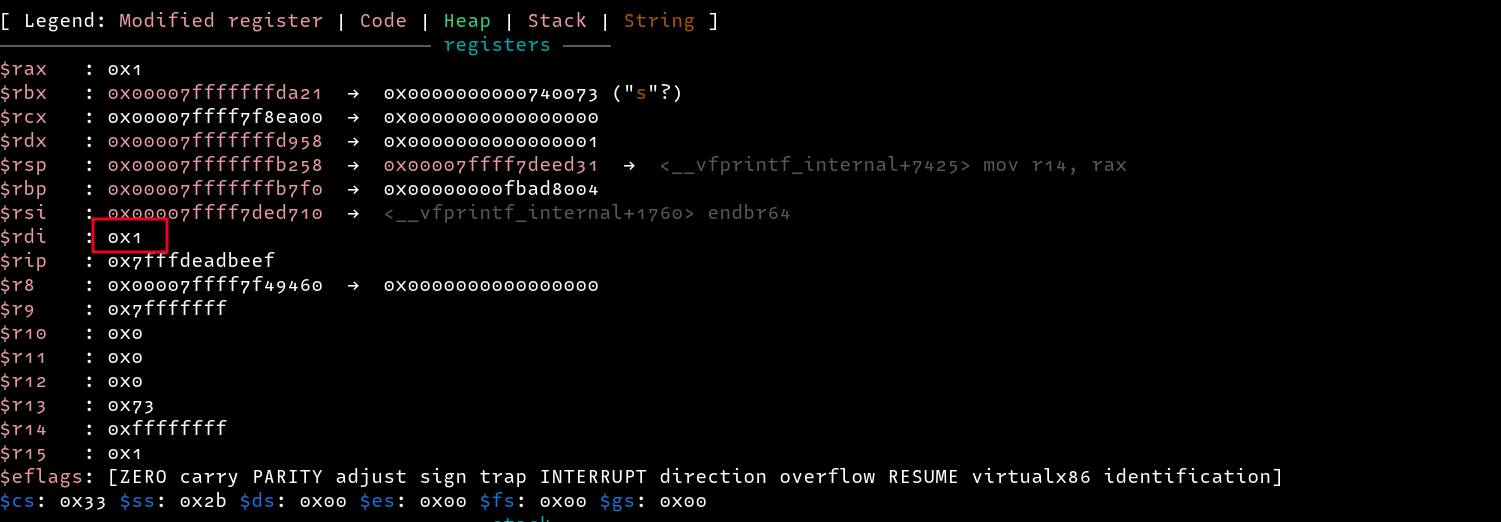 [ Legend: Modified register | Code | Heap | Stack | String ]
registers
$rax : 0x1
$rbx : 0x00007fffffffda21 → 0x0000000000740073 ("s"?)
$rcx : 0x00007ffff7f8ea00 → 0x0000000000000000
$rdx : 0x00007fffffffd958 → 0x0000000000000001
$rsp : 0x00007fffffffb258 → 0x00007ffff7deed31 → <__vfprintf_internal+7425> mov r14, rax
$rbp : 0x00007fffffffb7f0 → 0x00000000fbad8004
$rsi : 0x00007ffff7ded710 → <__vfprintf_internal+1760> endbr64
$rdi : 0x1
$rip : 0x7fffdeadbeef
$r8 : 0x00007ffff7f49460 → 0x0000000000000000
$r9 : 0x7fffffff
$r10 : 0x0
$r11 : 0x0
$r12 : 0x0
$r13 : 0x73
$r14 : 0xffffffff
$r15 : 0x1
$eflags: [ZERO carry PARITY adjust sign trap INTERRUPT direction overflow RESUME virtualx86 identification]
$cs: 0x33 $ss: 0x2b $ds: 0x00 $es: 0x00 $fs: 0x00 $gs: 0x00